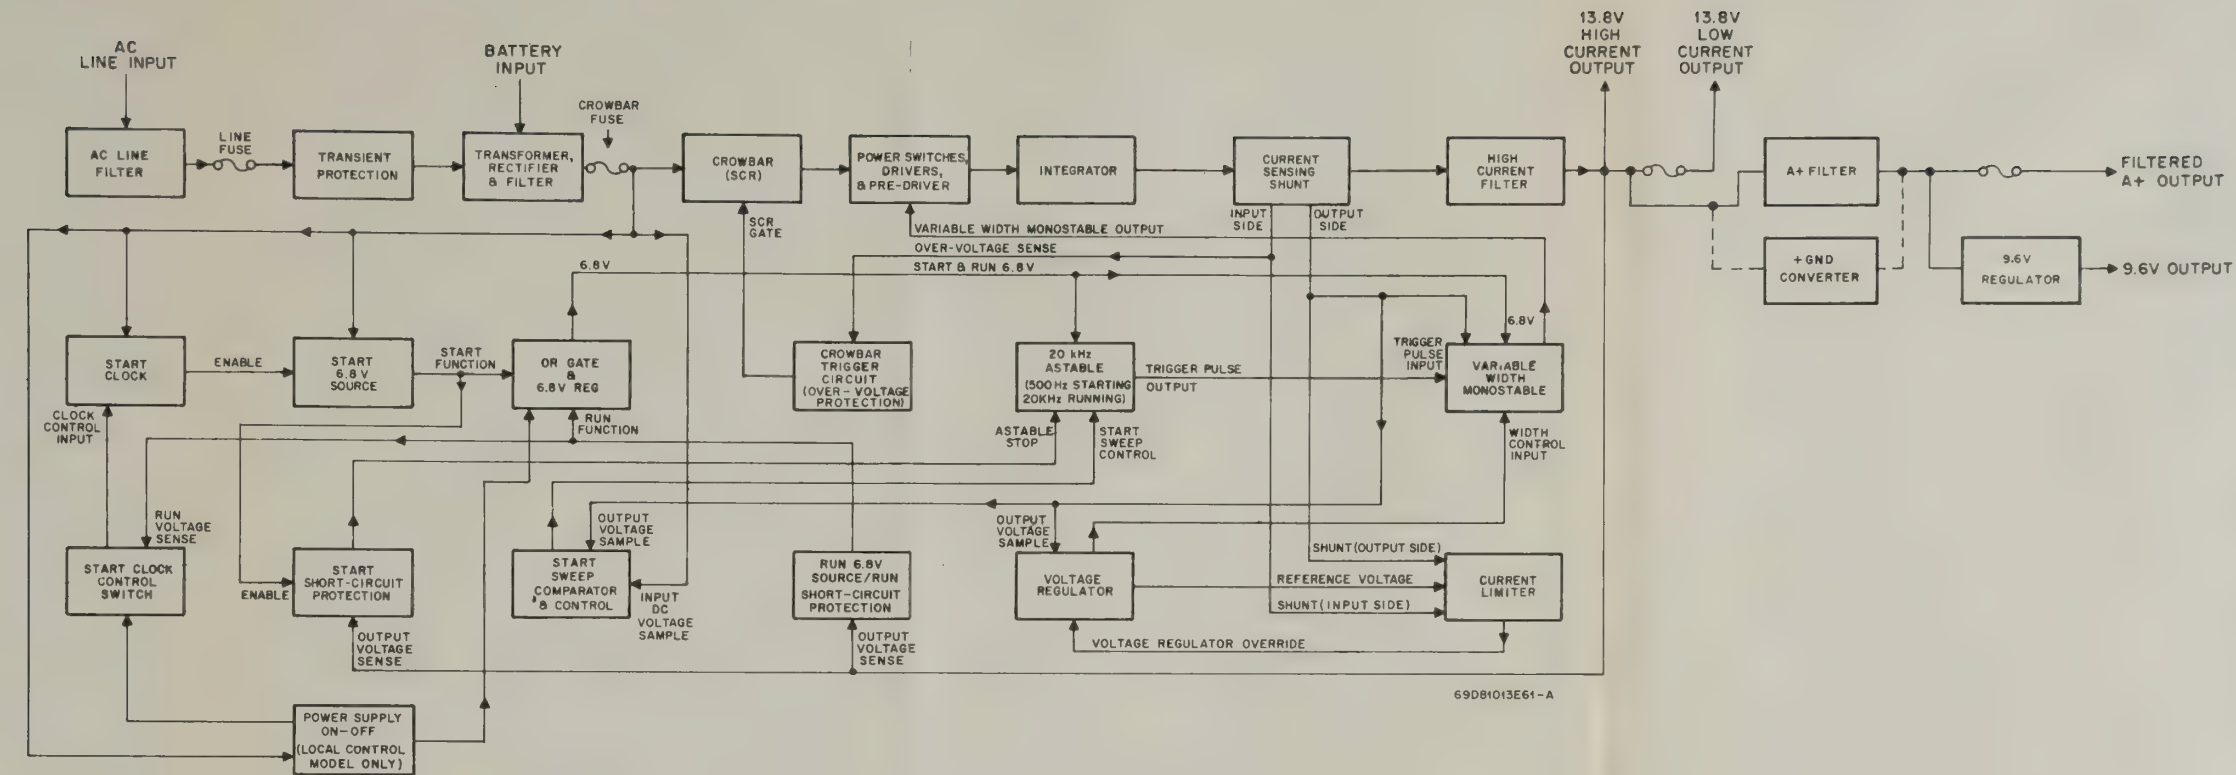 AC
LINE INPUT
BATTERY
INPUT
13.8V
HIGH
CURRENT
OUTPUT
13.8V
LOW
CURRENT
OUTPUT
CROWBAR
FUSE
LINE
FUSE
AC LINE
FILTER
TRANSIENT
PROTECTION
TRANSFORMER,
RECTIFIER
& FILTER
CROWBAR
(SCR)
POWER SWITCHES,
DRIVERS,
& PRE-DRIVER
INTEGRATOR
CURRENT
SENSING
SHUNT
HIGH
CURRENT
FILTER
A+ FILTER
FILTERED
A+ OUTPUT
SCR
GATE
INPUT
SIDE
OUTPUT
SIDE
VARIABLE WIDTH MONOSTABLE OUTPUT
OVER-VOLTAGE SENSE
START & RUN 6.8V
6.8V
+GND
CONVERTER
9.6V
REGULATOR
9.6V OUTPUT
START
CLOCK
ENABLE
START
6.8 V
SOURCE
START
FUNCTION
OR GATE
&
6.8V REG
CROWBAR
TRIGGER
CIRCUIT
(OVER-VOLTAGE
PROTECTION)
20 kHz
ASTABLE
(500Hz STARTING
20KHz RUNNING)
TRIGGER PULSE
OUTPUT
TRIGGER
PULSE
INPUT
6.8V
VARIABLE
WIDTH
MONOSTABLE
CLOCK
CONTROL
INPUT
RUN
FUNCTION
ASTABLE
STOP
START
SWEEP
CONTROL
WIDTH
CONTROL
INPUT
RUN
VOLTAGE
SENSE
OUTPUT
VOLTAGE
SAMPLE
OUTPUT
VOLTAGE
SAMPLE
START CLOCK
CONTROL
SWITCH
ENABLE
START
SHORT-CIRCUIT
PROTECTION
START
SWEEP
COMPARATOR
& CONTROL
INPUT
DC
VOLTAGE
SAMPLE
RUN 6.8V
SOURCE/RUN
SHORT-CIRCUIT
PROTECTION
VOLTAGE
REGULATOR
SHUNT(OUTPUT SIDE)
REFERENCE VOLTAGE
SHUNT(INPUT SIDE)
CURRENT
LIMITER
OUTPUT
VOLTAGE
SENSE
OUTPUT
VOLTAGE
SENSE
VOLTAGE REGULATOR OVERRIDE
69D81013E61-A
POWER SUPPLY
ON-OFF
(LOCAL CONTROL
MODEL ONLY)